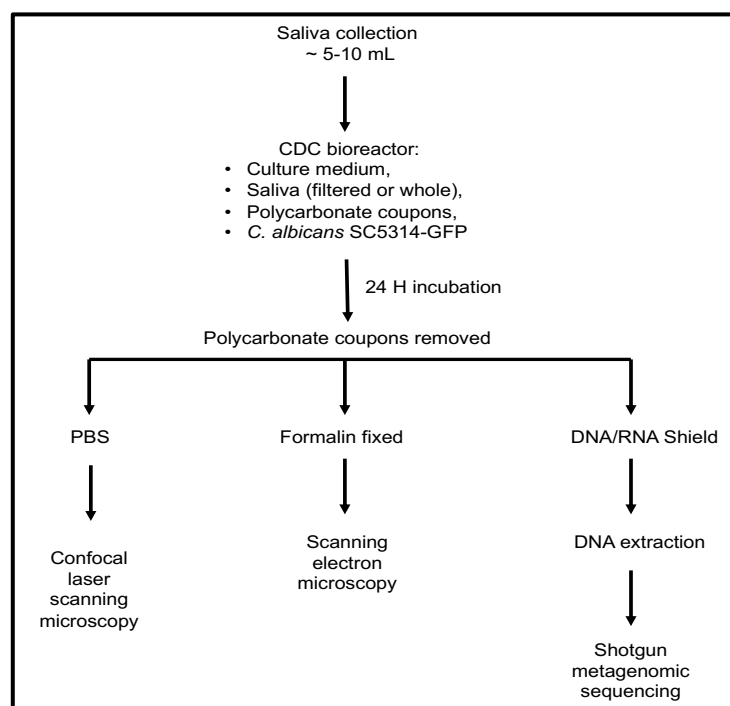 Saliva collection
~ 5-10 mL
CDC bioreactor:
• Culture medium,
• Saliva (filtered or whole),
• Polycarbonate coupons,
• C. albicans SC5314-GFP
24 H incubation
Polycarbonate coupons removed
PBS
Formalin fixed
DNA/RNA Shield
Confocal
laser
scanning
microscopy
Scanning
electron
microscopy
DNA extraction
Shotgun
metagenomic
sequencing